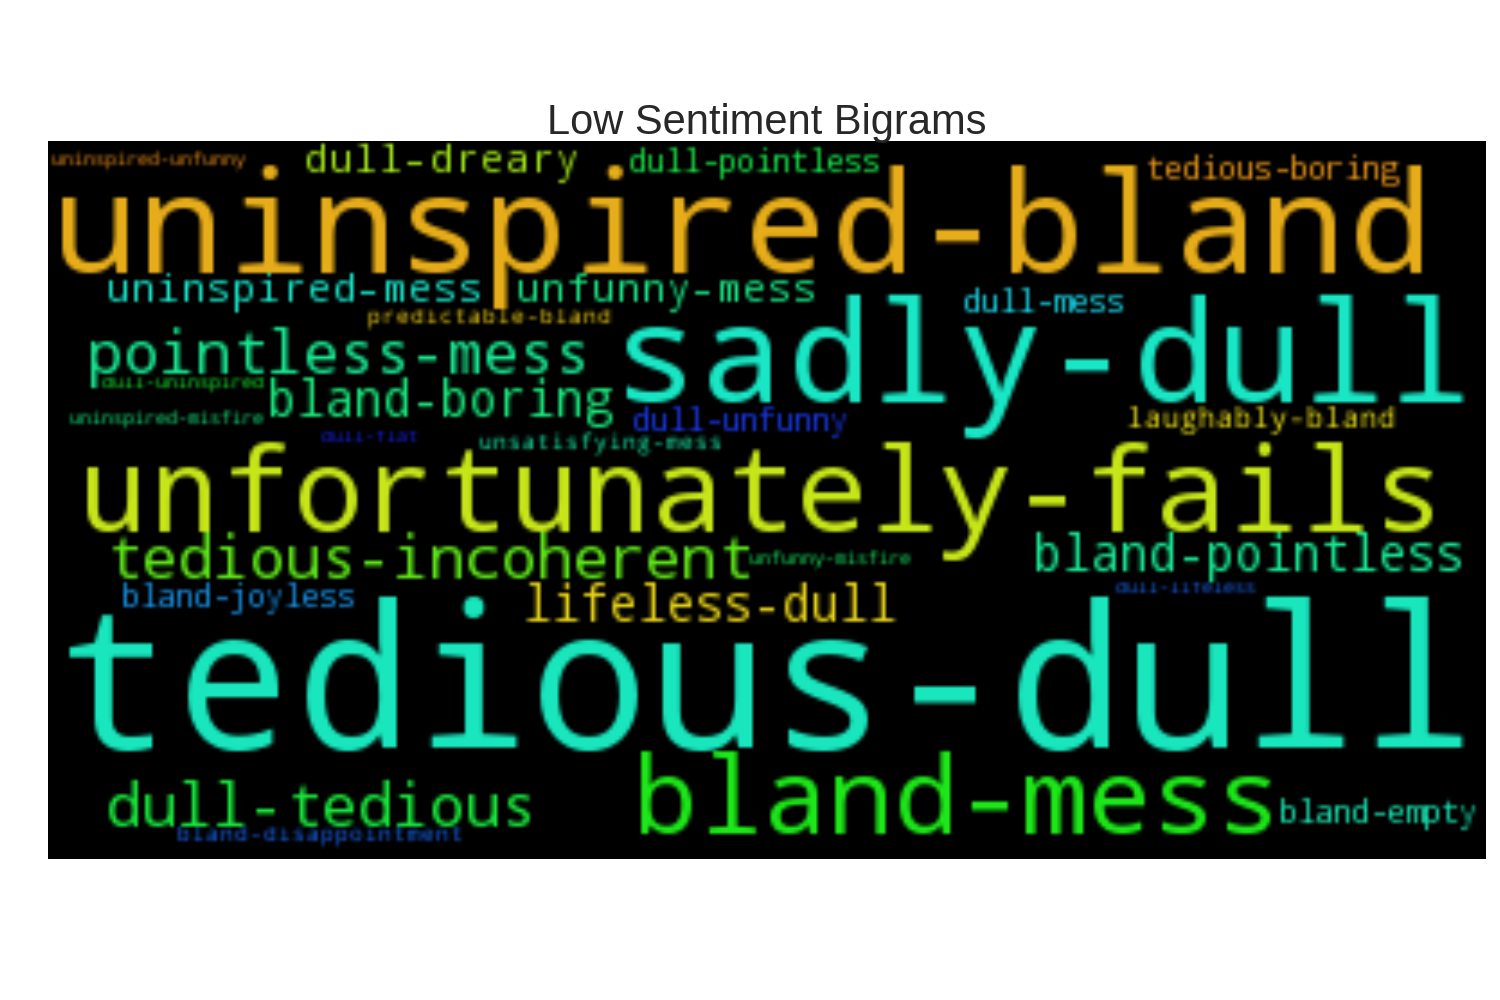 Low Sentiment Bigrams
uninspired-unfunny
dull-dreary
dull-pointless
tedious-boring
uninspired-bland
uninspired-mess
unfunny-mess
dull-mess
predictable-bland
sadly-dull
pointless-mess
dull-uninspired
bland-boring
uninspired-misfire
dull-unfunny
laughably-bland
dull-flat
unsatisfying-mess
unfortunately-fails
tedious-incoherent
unfunny-misfire
bland-pointless
bland-joyless
lifeless-dull
dull-lifeless
tedious-dull
dull-tedious
bland-mess
bland-empty
bland-disappointment